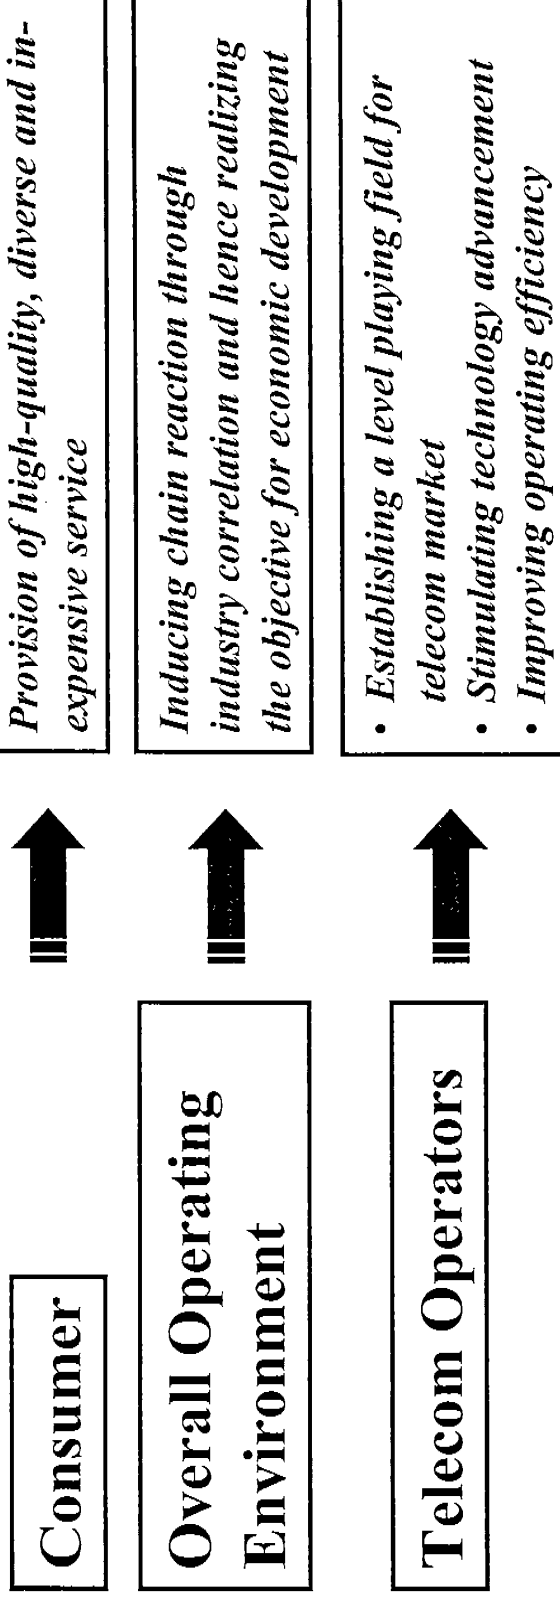 Consumer
Provision of high-quality, diverse and in-
expensive service
Overall Operating
Environment
Inducing chain reaction through
industry correlation and hence realizing
the objective for economic development
Telecom Operators
• Establishing a level playing field for
telecom market
• Stimulating technology advancement
• Improving operating efficiency